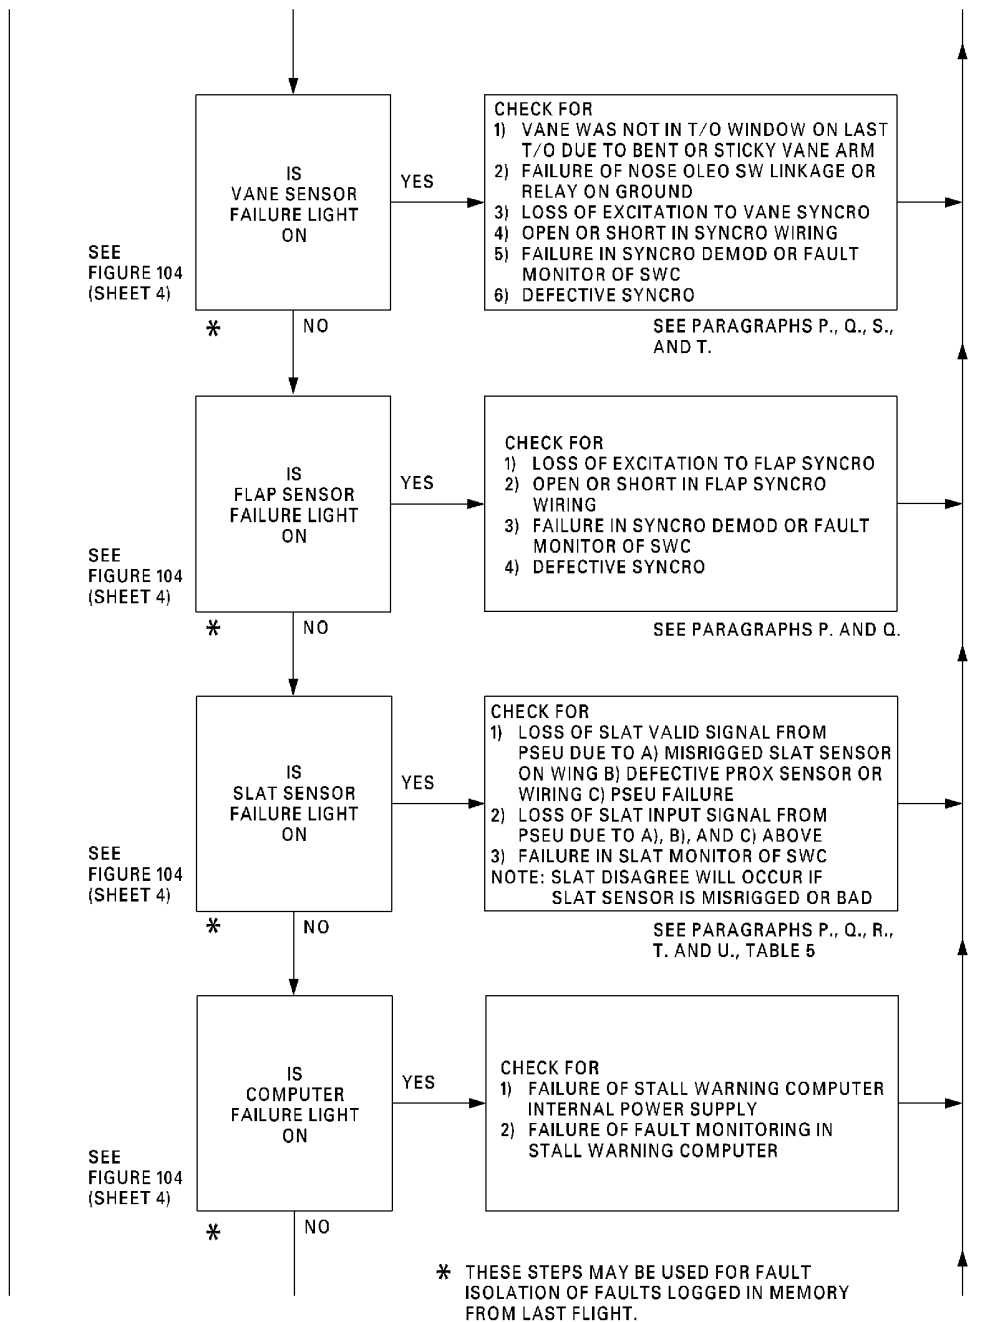 IS
VANE SENSOR
FAILURE LIGHT
ON
SEE
FIGURE 104
(SHEET 4)
*
YES
NO
CHECK FOR
1) VANE WAS NOT IN T/O WINDOW ON LAST
T/O DUE TO BENT OR STICKY VANE ARM
2) FAILURE OF NOSE OLEO SW LINKAGE OR
RELAY ON GROUND
3) LOSS OF EXCITATION TO VANE SYNCRO
4) OPEN OR SHORT IN SYNCRO WIRING
5) FAILURE IN SYNCRO DEMOD OR FAULT
MONITOR OF SWC
6) DEFECTIVE SYNCRO
SEE PARAGRAPHS P., Q., S.,
AND T.
IS
FLAP SENSOR
FAILURE LIGHT
ON
SEE
FIGURE 104
(SHEET 4)
*
YES
NO
CHECK FOR
1) LOSS OF EXCITATION TO FLAP SYNCRO
2) OPEN OR SHORT IN FLAP SYNCRO
WIRING
3) FAILURE IN SYNCRO DEMOD OR FAULT
MONITOR OF SWC
4) DEFECTIVE SYNCRO
SEE PARAGRAPHS P. AND Q.
IS
SLAT SENSOR
FAILURE LIGHT
ON
SEE
FIGURE 104
(SHEET 4)
*
YES
NO
CHECK FOR
1) LOSS OF SLAT VALID SIGNAL FROM
PSEU DUE TO A) MISRIGGED SLAT SENSOR
ON WING B) DEFECTIVE PROX SENSOR OR
WIRING C) PSEU FAILURE
2) LOSS OF SLAT INPUT SIGNAL FROM
PSEU DUE TO A), B), AND C) ABOVE
3) FAILURE IN SLAT MONITOR OF SWC
NOTE: SLAT DISAGREE WILL OCCUR IF
SLAT SENSOR IS MISRIGGED OR BAD
SEE PARAGRAPHS P., Q., R.,
T. AND U., TABLE 5
IS
COMPUTER
FAILURE LIGHT
ON
SEE
FIGURE 104
(SHEET 4)
*
YES
NO
CHECK FOR
1) FAILURE OF STALL WARNING COMPUTER
INTERNAL POWER SUPPLY
2) FAILURE OF FAULT MONITORING IN
STALL WARNING COMPUTER
* THESE STEPS MAY BE USED FOR FAULT
ISOLATION OF FAULTS LOGGED IN MEMORY
FROM LAST FLIGHT.